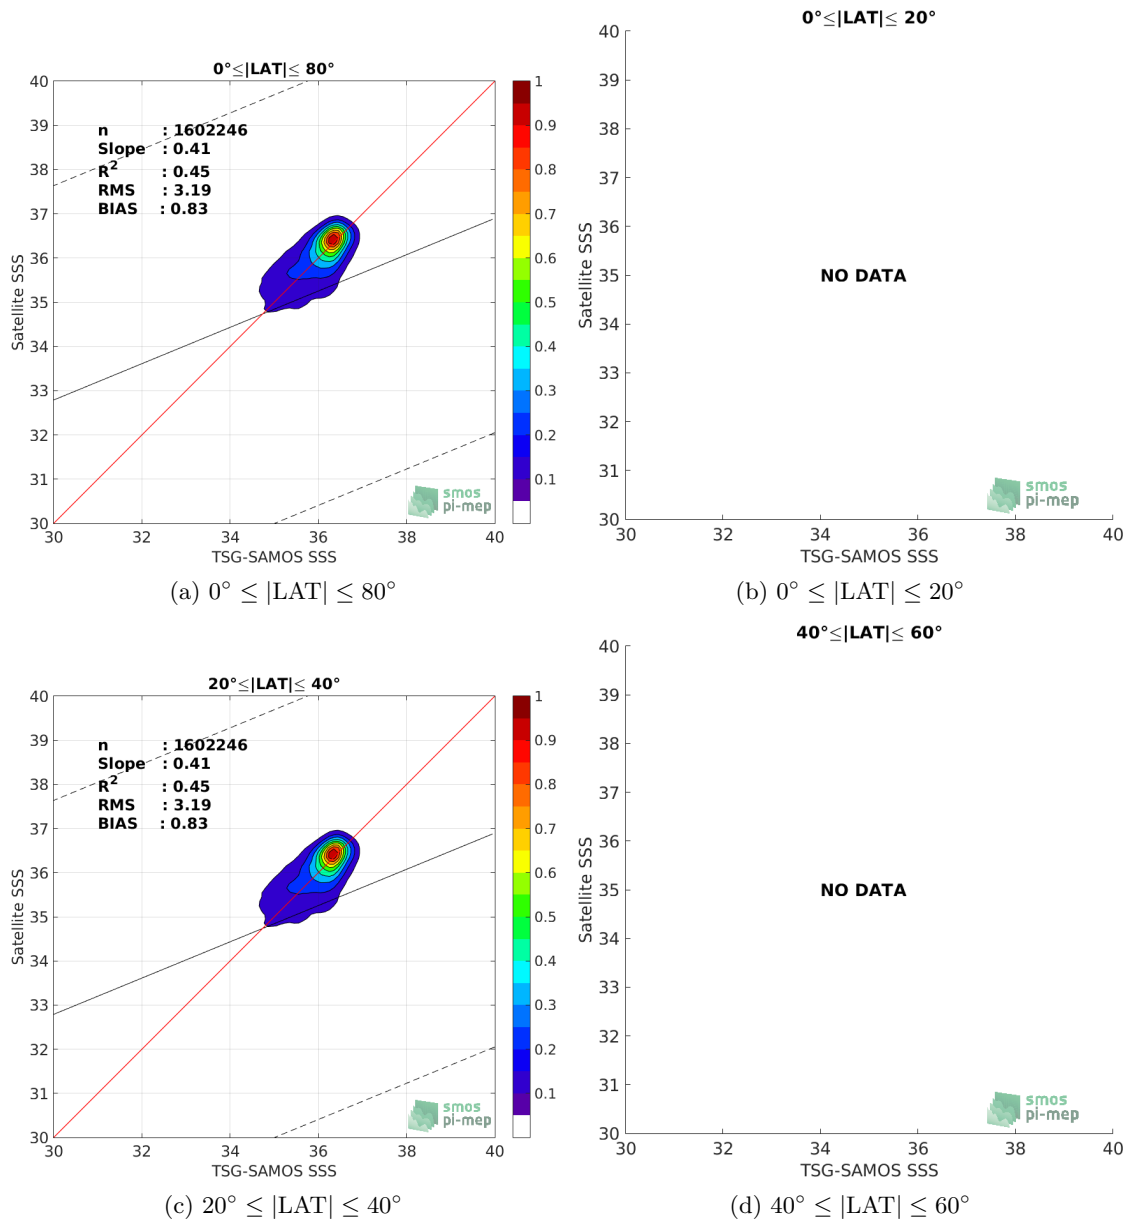 0°≤|LAT|≤ 80°
40
39
38
37
36
35
34
33
32
31
30
Satellite SSS
n : 1602246
Slope : 0.41
R² : 0.45
RMS : 3.19
BIAS : 0.83
1
0.9
0.8
0.7
0.6
0.5
0.4
0.3
0.2
0.1
smos
pi-mep
30 32 34 36 38 40
TSG-SAMOS SSS
(a) 0° ≤ |LAT| ≤ 80°
0°≤|LAT|≤ 20°
40
39
38
37
36
35
34
33
32
31
30
Satellite SSS
NO DATA
smos
pi-mep
30 32 34 36 38 40
TSG-SAMOS SSS
(b) 0° ≤ |LAT| ≤ 20°
20°≤|LAT|≤ 40°
40
39
38
37
36
35
34
33
32
31
30
Satellite SSS
n : 1602246
Slope : 0.41
R² : 0.45
RMS : 3.19
BIAS : 0.83
1
0.9
0.8
0.7
0.6
0.5
0.4
0.3
0.2
0.1
smos
pi-mep
30 32 34 36 38 40
TSG-SAMOS SSS
(c) 20° ≤ |LAT| ≤ 40°
40°≤|LAT|≤ 60°
40
39
38
37
36
35
34
33
32
31
30
Satellite SSS
NO DATA
smos
pi-mep
30 32 34 36 38 40
TSG-SAMOS SSS
(d) 40° ≤ |LAT| ≤ 60°